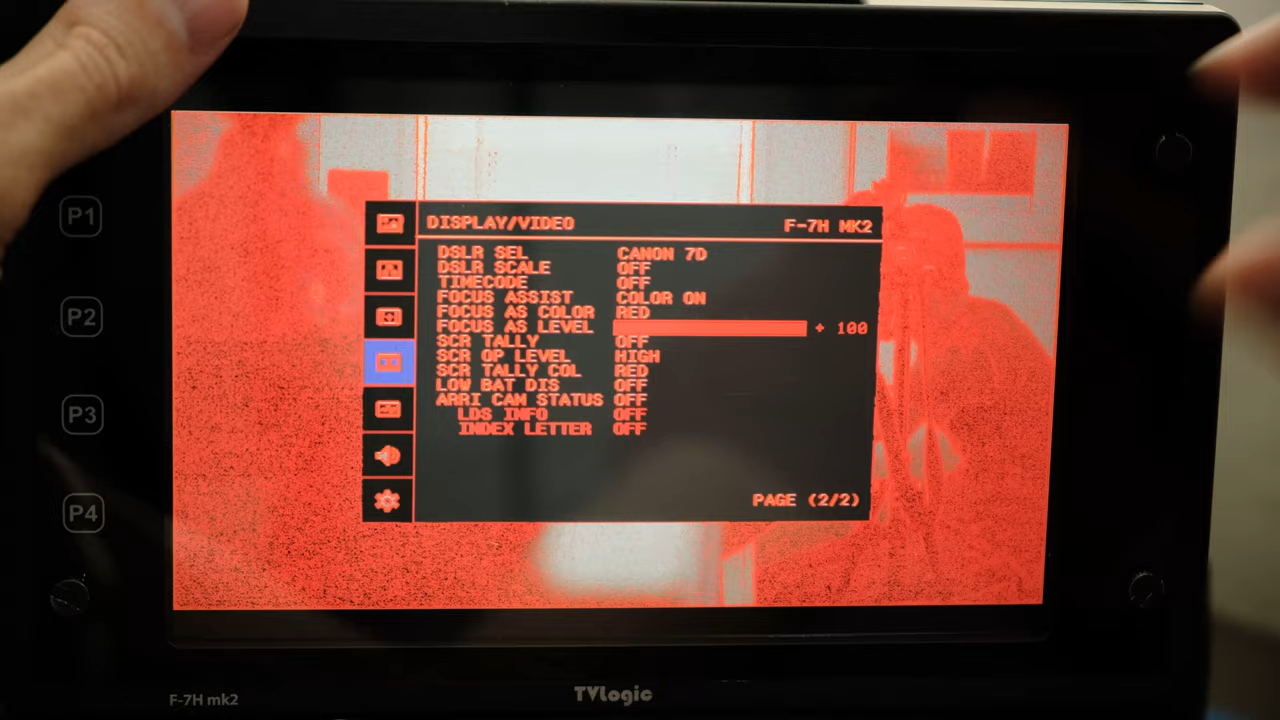 P1
P2
P3
P4
DISPLAY/VIDEO F-7H MK2
DSLR SEL CANON 7D
DSLR SCALE OFF
TIMECODE OFF
FOCUS ASSIST COLOR ON
FOCUS AS COLOR RED
FOCUS AS LEVEL + 100
SCR TALLY OFF
SCR OP LEVEL HIGH
SCR TALLY COL RED
LOW BAT DIS OFF
ARRI CAM STATUS OFF
LDS INFO OFF
INDEX LETTER OFF
PAGE (2/2)
F-7H mk2 TVLogic